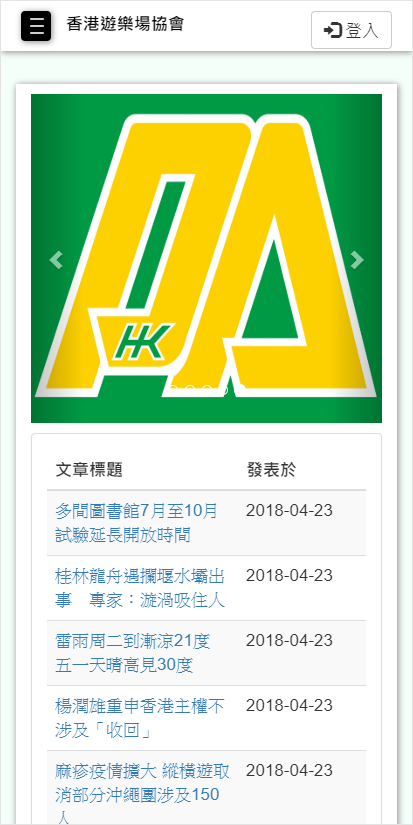 香港遊樂場協會
登入
HK
文章標題 發表於
多間圖書館7月至10月 2018-04-23
試驗延長開放時間
桂林龍舟遇攔堰水壩出 2018-04-23
事　專家：漩渦吸住人
雷雨周二到漸涼21度 2018-04-23
五一天晴高見30度
楊潤雄重申香港主權不 2018-04-23
涉及「收回」
麻疹疫情擴大 縱橫遊取 2018-04-23
消部分沖繩團涉及150
人